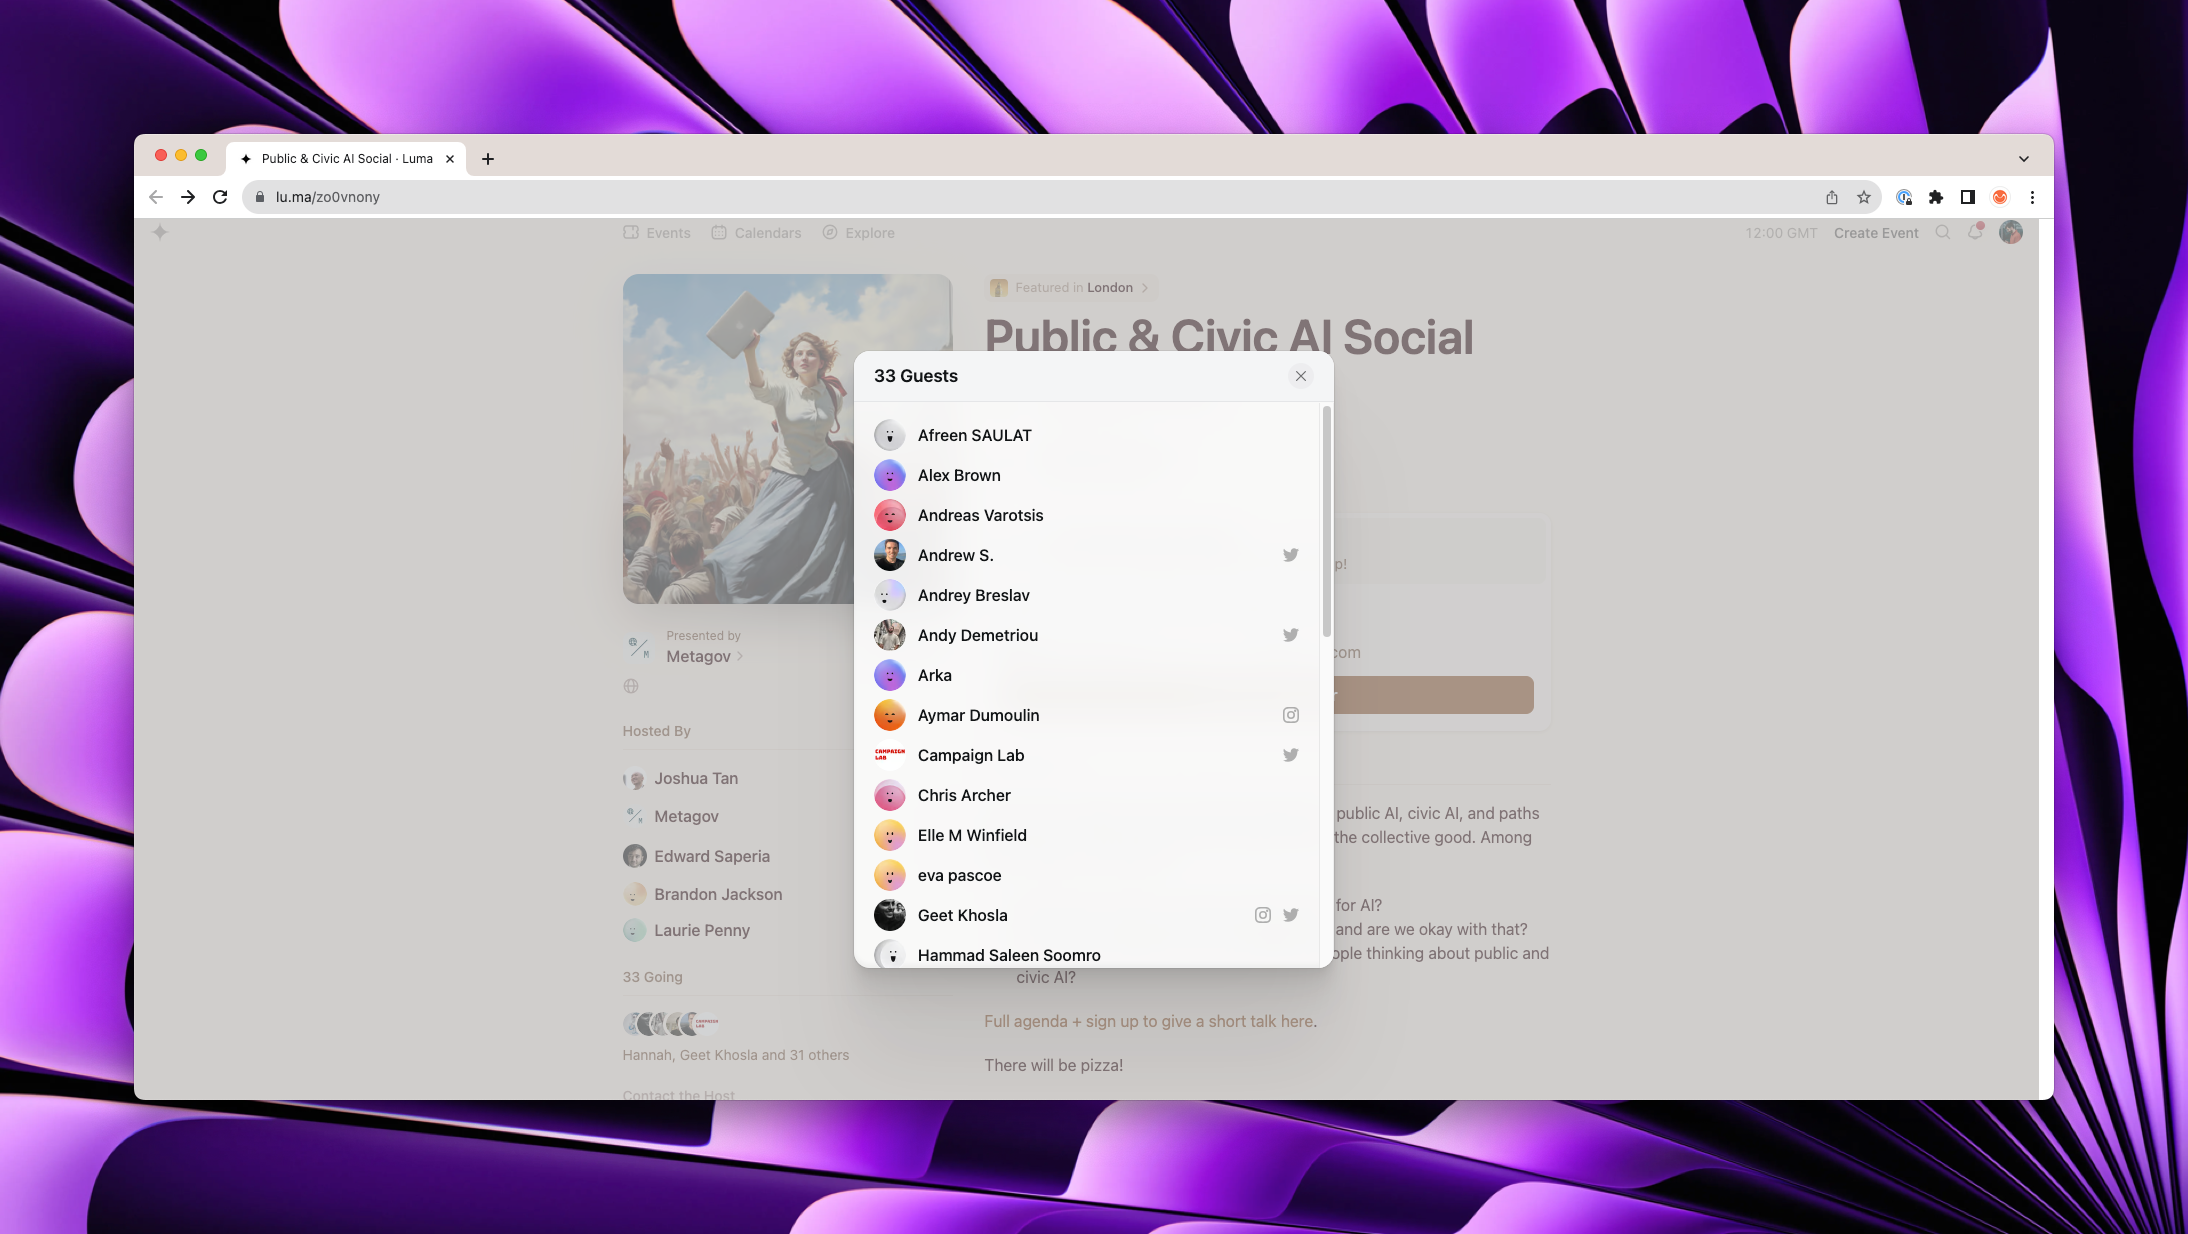 Public & Civic AI Social · Luma
lu.ma/zo0vnony
Events
Calendars
Explore
12:00 GMT
Create Event
Featured in London
Public & Civic AI Social
33 Guests
Afreen SAULAT
Alex Brown
Andreas Varotsis
Andrew S.
Andrey Breslav
Andy Demetriou
Arka
Aymar Dumoulin
CAMPAIGN LAB
Campaign Lab
Chris Archer
Elle M Winfield
eva pascoe
Geet Khosla
Hammad Saleen Soomro
Presented by
Metagov
Hosted By
Joshua Tan
Metagov
Edward Saperia
Brandon Jackson
Laurie Penny
33 Going
CAMPAIGN LAB
Hannah, Geet Khosla and 31 others
Contact the Host
p!
com
public AI, civic AI, and paths
the collective good. Among
for AI?
and are we okay with that?
ople thinking about public and
civic AI?
Full agenda + sign up to give a short talk here.
There will be pizza!